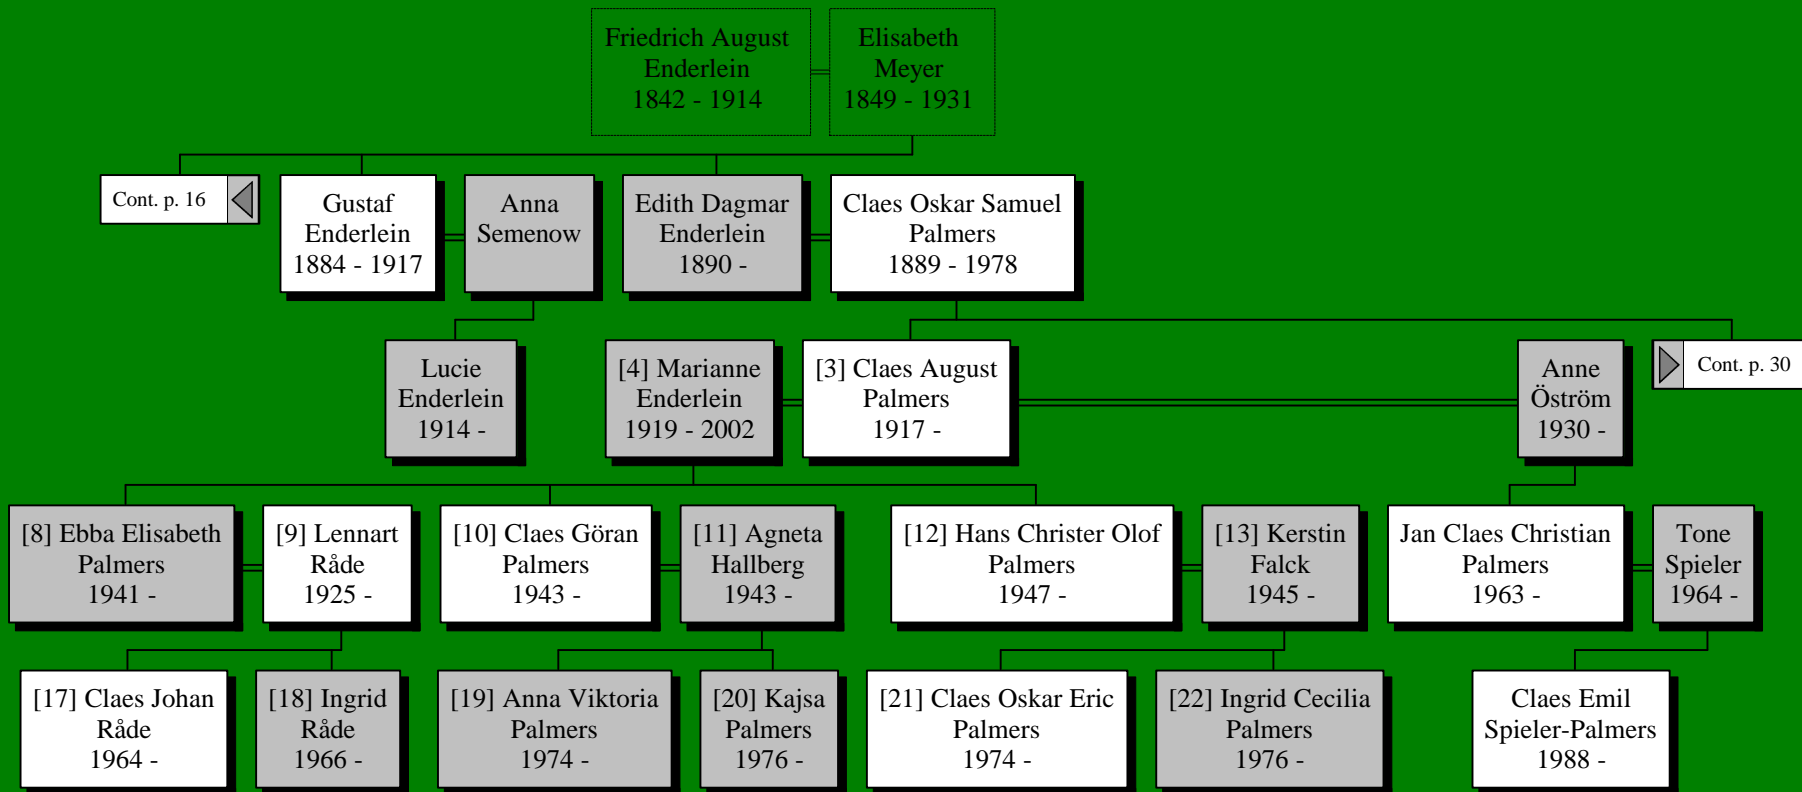 Friedrich August
Enderlein
1842 - 1914
Elisabeth
Meyer
1849 - 1931
Cont. p. 16
Gustaf
Enderlein
1884 - 1917
Anna
Semenow
Edith Dagmar
Enderlein
1890 -
Claes Oskar Samuel
Palmers
1889 - 1978
Lucie
Enderlein
1914 -
[4] Marianne
Enderlein
1919 - 2002
[3] Claes August
Palmers
1917 -
Anne
Öström
1930 -
Cont. p. 30
[8] Ebba Elisabeth
Palmers
1941 -
[9] Lennart
Råde
1925 -
[10] Claes Göran
Palmers
1943 -
[11] Agneta
Hallberg
1943 -
[12] Hans Christer Olof
Palmers
1947 -
[13] Kerstin
Falck
1945 -
Jan Claes Christian
Palmers
1963 -
Tone
Spieler
1964 -
[17] Claes Johan
Råde
1964 -
[18] Ingrid
Råde
1966 -
[19] Anna Viktoria
Palmers
1974 -
[20] Kajsa
Palmers
1976 -
[21] Claes Oskar Eric
Palmers
1974 -
[22] Ingrid Cecilia
Palmers
1976 -
Claes Emil
Spieler-Palmers
1988 -